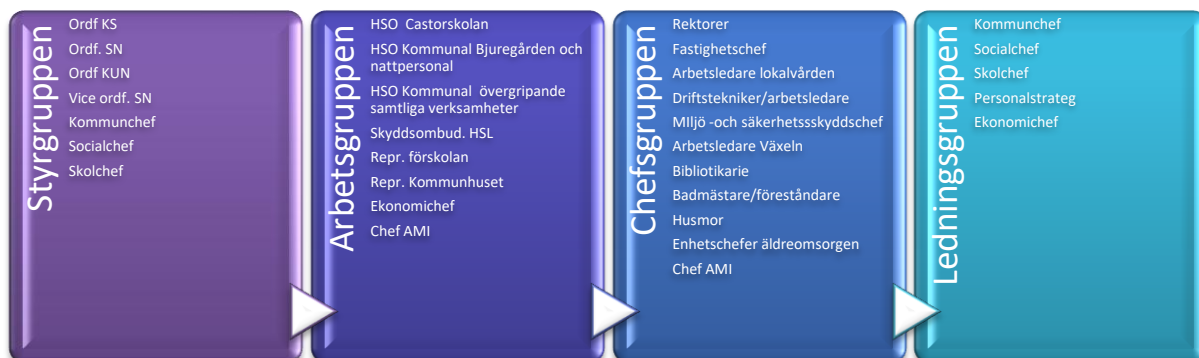 Styrgruppen
Ordf KS
Ordf. SN
Ordf KUN
Vice ordf. SN
Kommunchef
Socialchef
Skolchef
Arbetsgruppen
HSO Castorskolan
HSO Kommunal Bjuregården och
nattpersonal
HSO Kommunal övergripande
samtliga verksamheter
Skyddsombud. HSL
Repr. förskolan
Repr. Kommunhuset
Ekonomichef
Chef AMI
Chefsgruppen
Rektorer
Fastighetschef
Arbetsledare lokalvården
Driftstekniker/arbetsledare
MIljö -och säkerhetssskyddschef
Arbetsledare Växeln
Bibliotikarie
Badmästare/föreståndare
Husmor
Enhetschefer äldreomsorgen
Chef AMI
Ledningsgruppen
Kommunchef
Socialchef
Skolchef
Personalstrateg
Ekonomichef